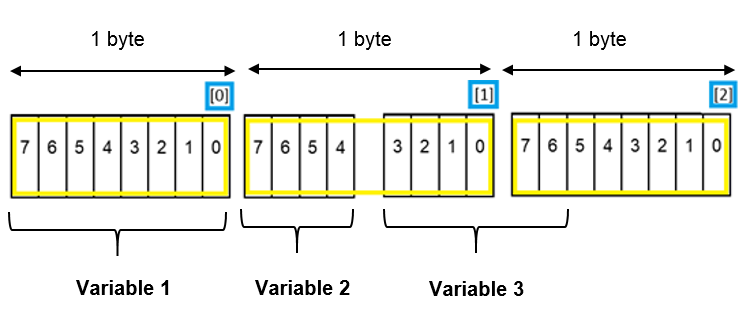 1 byte 1 byte 1 byte
[0] [1] [2]
7 6 5 4 3 2 1 0 7 6 5 4 3 2 1 0 7 6 5 4 3 2 1 0
Variable 1 Variable 2 Variable 3